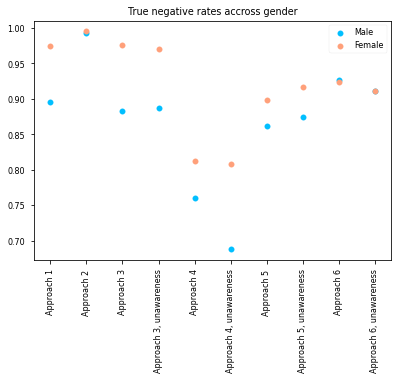 True negative rates accross gender
Male
Female
1.00
0.95
0.90
0.85
0.80
0.75
0.70
Approach 1
Approach 2
Approach 3
Approach 3, unawareness
Approach 4
Approach 4, unawareness
Approach 5
Approach 5, unawareness
Approach 6
Approach 6, unawareness